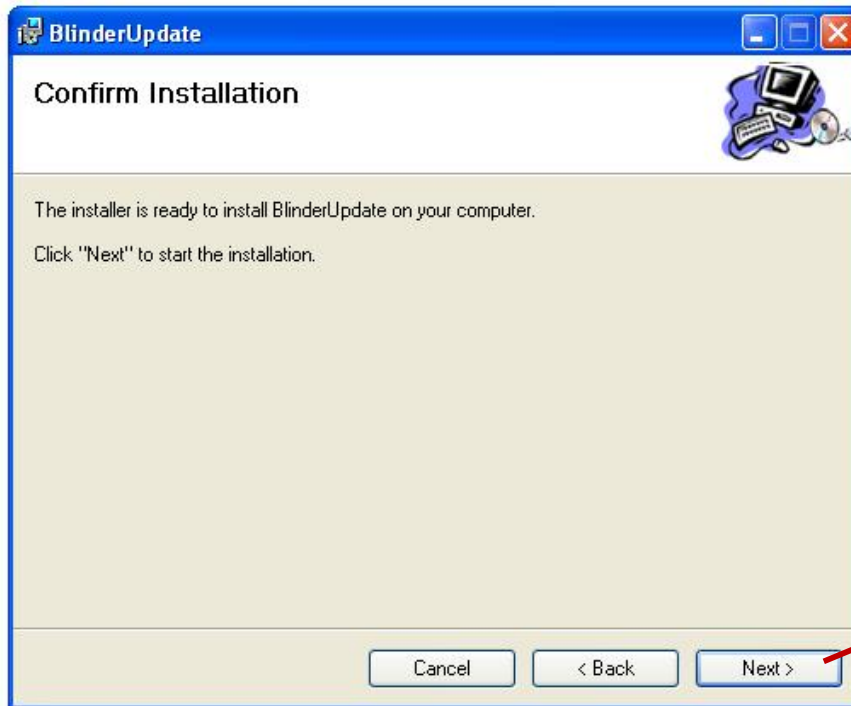 BlinderUpdate
Confirm Installation
The installer is ready to install BlinderUpdate on your computer.
Click "Next" to start the installation.
Cancel
< Back
Next >